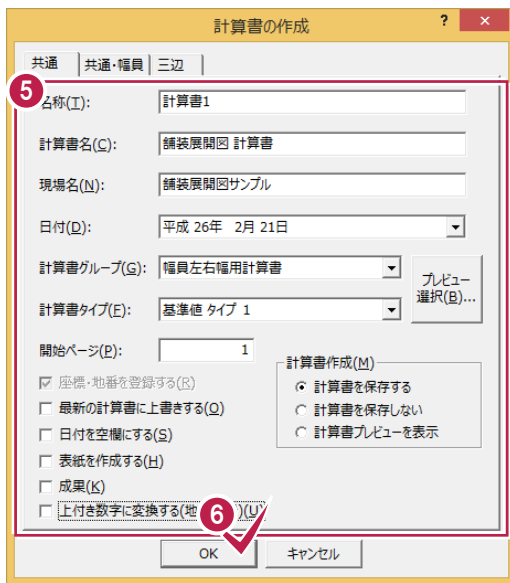 計算書の作成 ? ×
共通 共通・幅員 三辺
5
名称(T): 計算書1
計算書名(C): 舗装展開図 計算書
現場名(N): 舗装展開図サンプル
日付(D): 平成 26年 2月 21日
計算書グループ(G): 幅員左右幅用計算書
プレビュー
選択(B)...
計算書タイプ(F): 基準値 タイプ 1
開始ページ(P): 1
計算書作成(M)
座標・地番を登録する(R)
計算書を保存する
最新の計算書に上書きする(O)
計算書を保存しない
日付を空欄にする(S)
計算書プレビューを表示
表紙を作成する(H)
成果(K)
上付き数字に変換する(地 )(U)
6
OK キャンセル